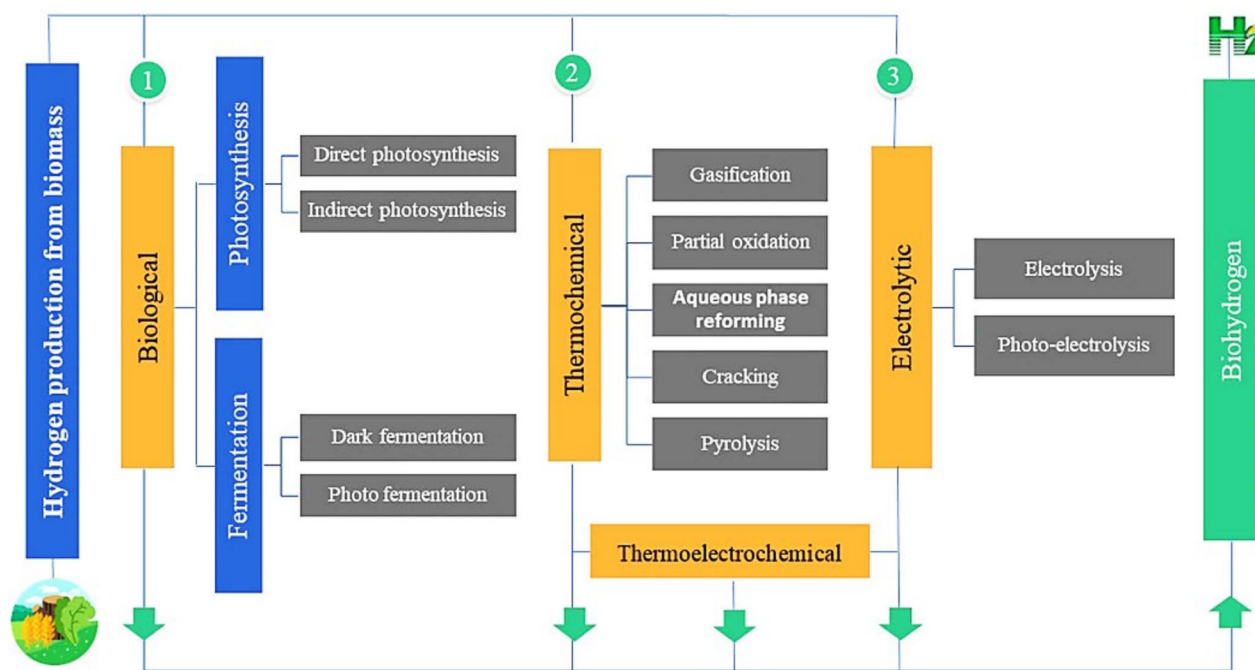 Hydrogen production from biomass
1
Biological
Photosynthesis
Direct photosynthesis
Indirect photosynthesis
Fermentation
Dark fermentation
Photo fermentation
2
Thermochemical
Gasification
Partial oxidation
Aqueous phase
reforming
Cracking
Pyrolysis
3
Electrolytic
Electrolysis
Photo-electrolysis
Thermoelectrochemical
H2
Biohydrogen